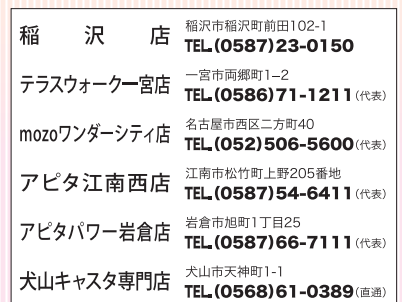 稲沢店
稲沢市稲沢町前田102-1
TEL.(0587)23-0150
テラスウォーク一宮店
一宮市両郷町1–2
TEL.(0586)71-1211(代表)
mozoワンダーシティ店
名古屋市西区二方町40
TEL.(052)506-5600(代表)
アピタ江南西店
江南市松竹町上野205番地
TEL.(0587)54-6411(代表)
アピタパワー岩倉店
岩倉市旭町1丁目25
TEL.(0587)66-7111(代表)
犬山キャスタ専門店
犬山市天神町1-1
TEL.(0568)61-0389(直通)